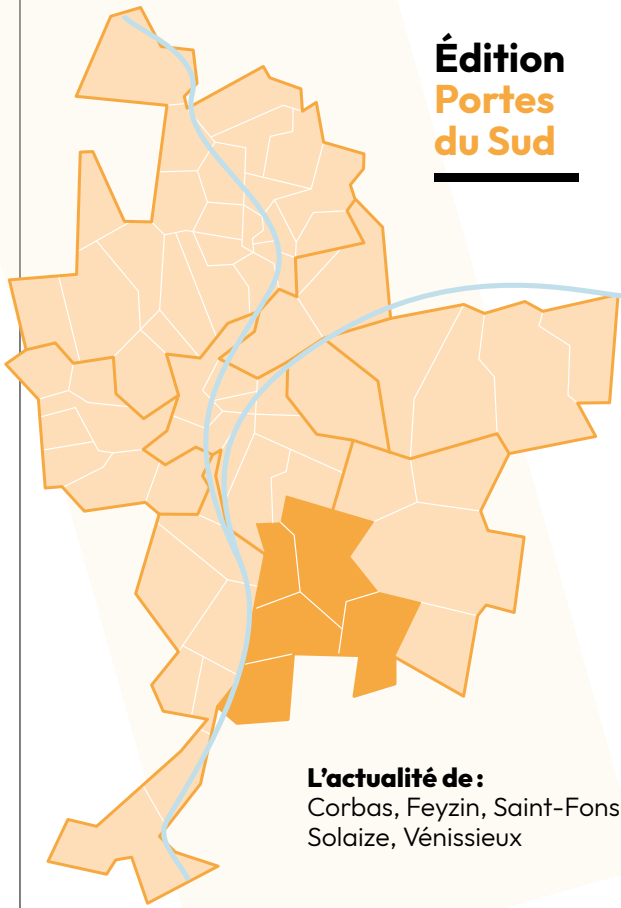 Édition
Portes
du Sud
L'actualité de :
Corbas, Feyzin, Saint-Fons
Solaize, Vénissieux